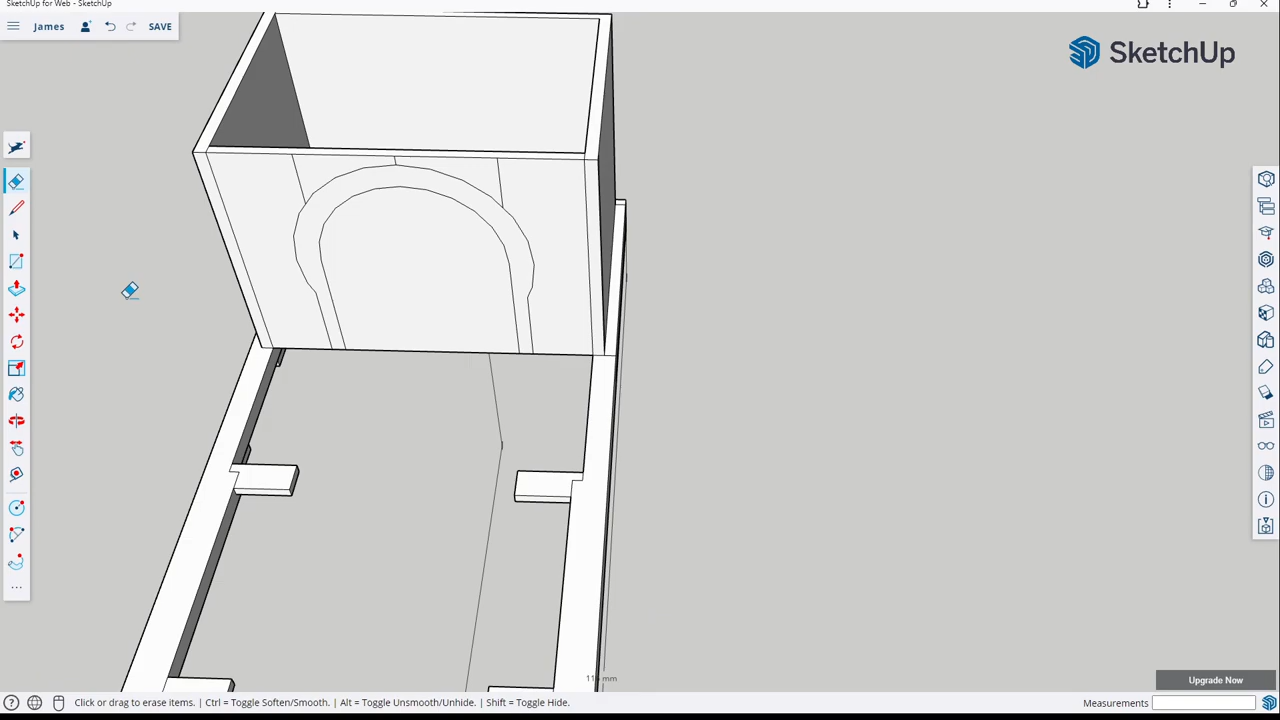 SketchUp for Web - SketchUp
James
SAVE
SketchUp
mm
Upgrade Now
Click or drag to erase items. | Ctrl = Toggle Soften/Smooth. | Alt = Toggle Unsmooth/Unhide. | Shift = Toggle Hide.
Measurements